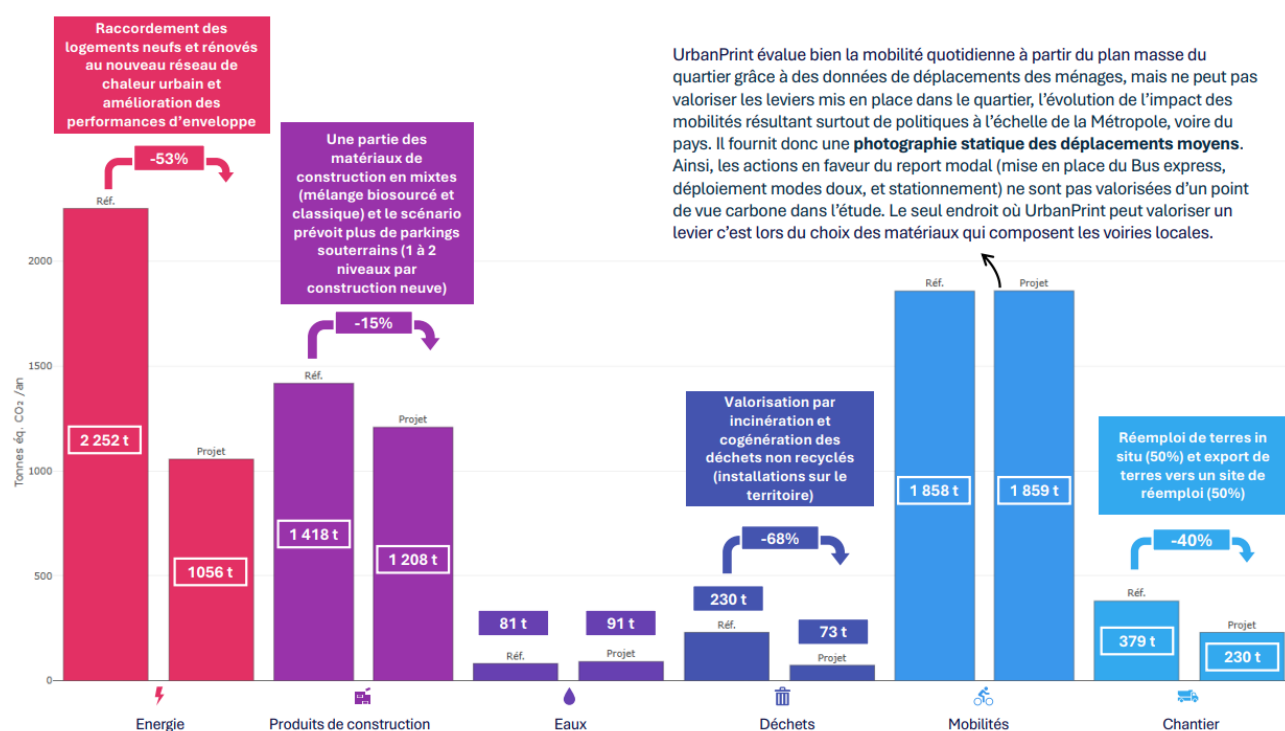 Raccordement des
logements neufs et rénovés
au nouveau réseau de
chaleur urbain et
amélioration des
performances d'enveloppe
-53%
UrbanPrint évalue bien la mobilité quotidienne à partir du plan masse du
quartier grâce à des données de déplacements des ménages, mais ne peut pas
valoriser les leviers mis en place dans le quartier, l'évolution de l'impact des
mobilités résultant surtout de politiques à l'échelle de la Métropole, voire du
pays. Il fournit donc une photographie statique des déplacements moyens.
Ainsi, les actions en faveur du report modal (mise en place du Bus express,
déploiement modes doux, et stationnement) ne sont pas valorisées d'un point
de vue carbone dans l'étude. Le seul endroit où UrbanPrint peut valoriser un
levier c'est lors du choix des matériaux qui composent les voiries locales.
Une partie des
matériaux de
construction en mixtes
(mélange biosourcé et
classique) et le scénario
prévoit plus de parkings
souterrains (1 à 2
niveaux par
construction neuve)
-15%
Valorisation par
incinération et
cogénération des
déchets non recyclés
(installations sur le
territoire)
-68%
Réemploi de terres in
situ (50%) et export de
terres vers un site de
réemploi (50%)
-40%
Tonnes éq. CO₂ /an
2000
1500
1000
500
0
Réf.
2 252 t
Projet
1056 t
Réf.
1 418 t
Projet
1 208 t
81 t
Réf.
91 t
Projet
230 t
Réf.
73 t
Projet
Réf.
1 858 t
Projet
1 859 t
Réf.
379 t
Projet
230 t
Energie
Produits de construction
Eaux
Déchets
Mobilités
Chantier